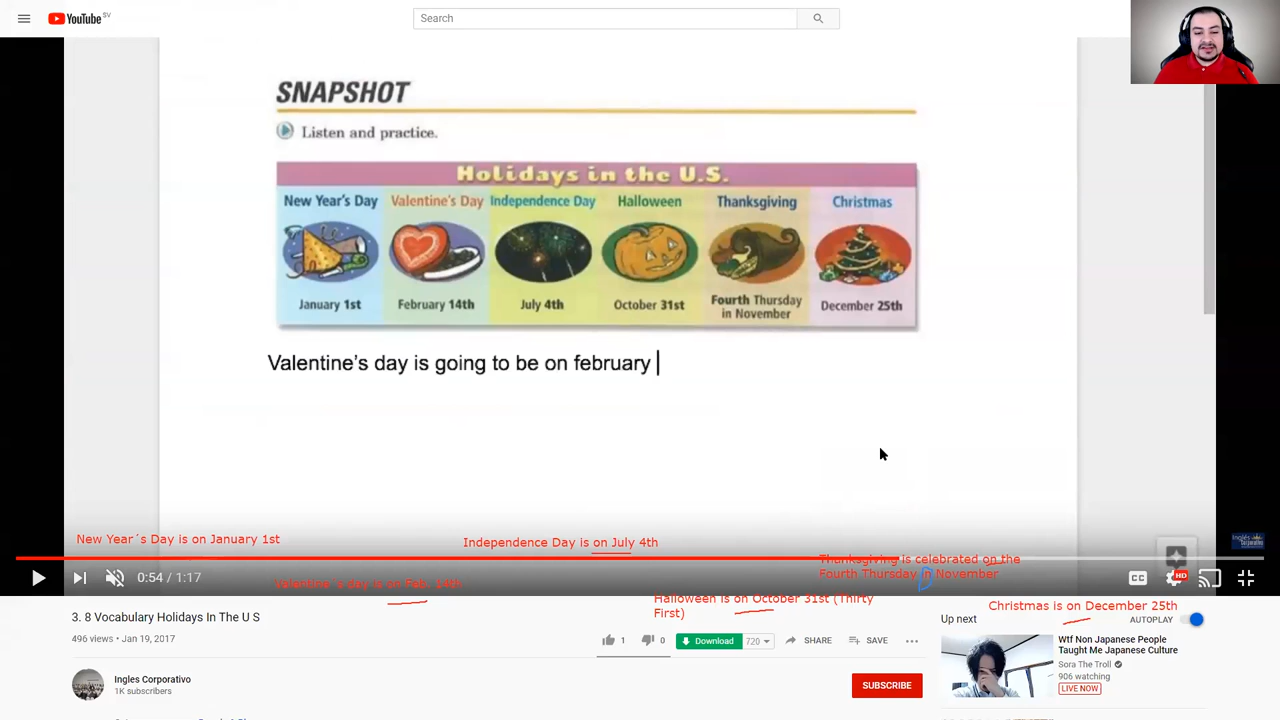 YouTube SV
Search
SNAPSHOT
Listen and practice.
Holidays in the U.S.
New Year's Day
Valentine's Day
Independence Day
Halloween
Thanksgiving
Christmas
January 1st
February 14th
July 4th
October 31st
Fourth Thursday
in November
December 25th
Valentine's day is going to be on february
New Year´s Day is on January 1st
Independence Day is on July 4th
Thanksgiving is celebrated on the
Fourth Thursday in November
0:54 / 1:17
Valentine´s day is on Feb. 14th
CC
HD
Halloween is on October 31st (Thirty
First)
Christmas is on December 25th
3. 8 Vocabulary Holidays In The U S
496 views • Jan 19, 2017
1
0
Download
720
SHARE
SAVE
Up next
AUTOPLAY
Wtf Non Japanese People
Taught Me Japanese Culture
Sora The Troll
906 watching
LIVE NOW
Ingles Corporativo
1K subscribers
SUBSCRIBE